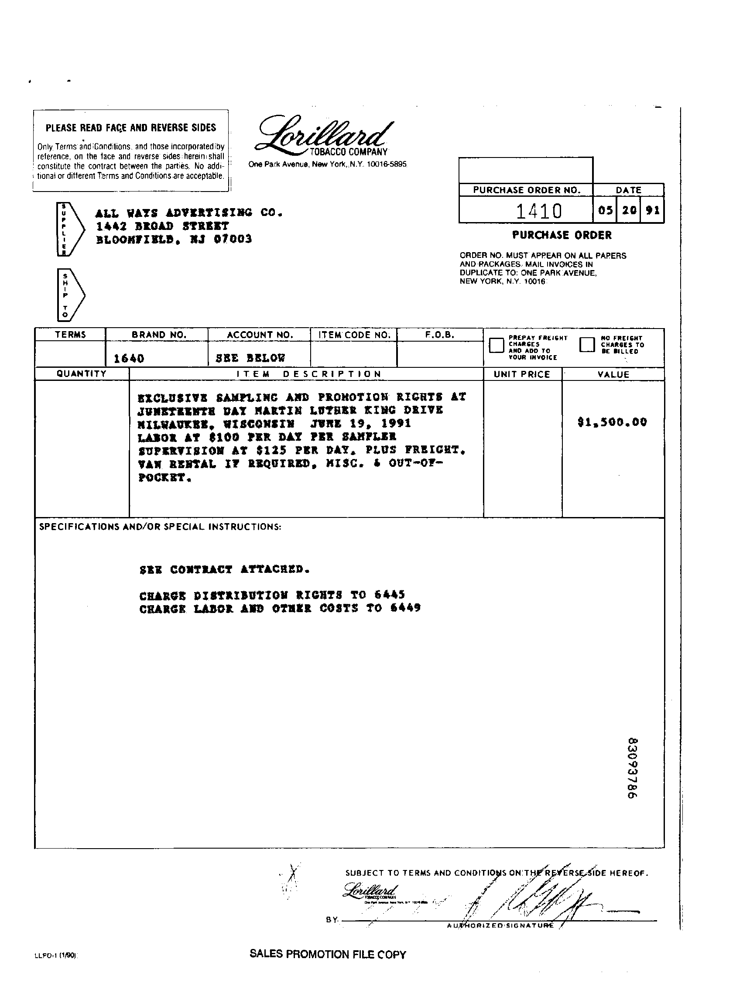 PLEASE READ FACE AND REVERSE SIDES
Only Terms and Conditions, and those incorporated by
reference, on the face and reverse sides herein shall
constitute the contract between the parties. No addi-
tional or different Terms and Conditions are acceptable.
Lorillard
TOBACCO COMPANY
One Park Avenue, New York, N.Y. 10016-5895
PURCHASE ORDER NO. DATE
1410 05 20 91
PURCHASE ORDER
ORDER NO. MUST APPEAR ON ALL PAPERS
AND PACKAGES. MAIL INVOICES IN
DUPLICATE TO: ONE PARK AVENUE,
NEW YORK, N.Y. 10016
SUPPLIER
ALL WAYS ADVERTISING CO.
1442 BROAD STREET
BLOOMFIELD, NJ 07003
SHIP TO
TERMS BRAND NO. ACCOUNT NO. ITEM CODE NO. F.O.B.
PREPAY FREIGHT
CHARGES
AND ADD TO
YOUR INVOICE
NO FREIGHT
CHARGES TO
BE BILLED
1640 SEE BELOW
QUANTITY ITEM DESCRIPTION UNIT PRICE VALUE
EXCLUSIVE SAMPLING AND PROMOTION RIGHTS AT
JUNETEENTH DAY MARTIN LUTHER KING DRIVE
MILWAUKEE, WISCONSIN JUNE 19, 1991 $1,500.00
LABOR AT $100 PER DAY PER SAMPLER
SUPERVISION AT $125 PER DAY, PLUS FREIGHT,
VAN RENTAL IF REQUIRED, MISC. & OUT-OF-
POCKET.
SPECIFICATIONS AND/OR SPECIAL INSTRUCTIONS:
SEE CONTRACT ATTACHED.
CHARGE DISTRIBUTION RIGHTS TO 6445
CHARGE LABOR AND OTHER COSTS TO 6449
83093786
SUBJECT TO TERMS AND CONDITIONS ON THE REVERSE SIDE HEREOF.
Lorillard
TOBACCO COMPANY
BY
AUTHORIZED SIGNATURE
LLPO-1 (1/90)
SALES PROMOTION FILE COPY